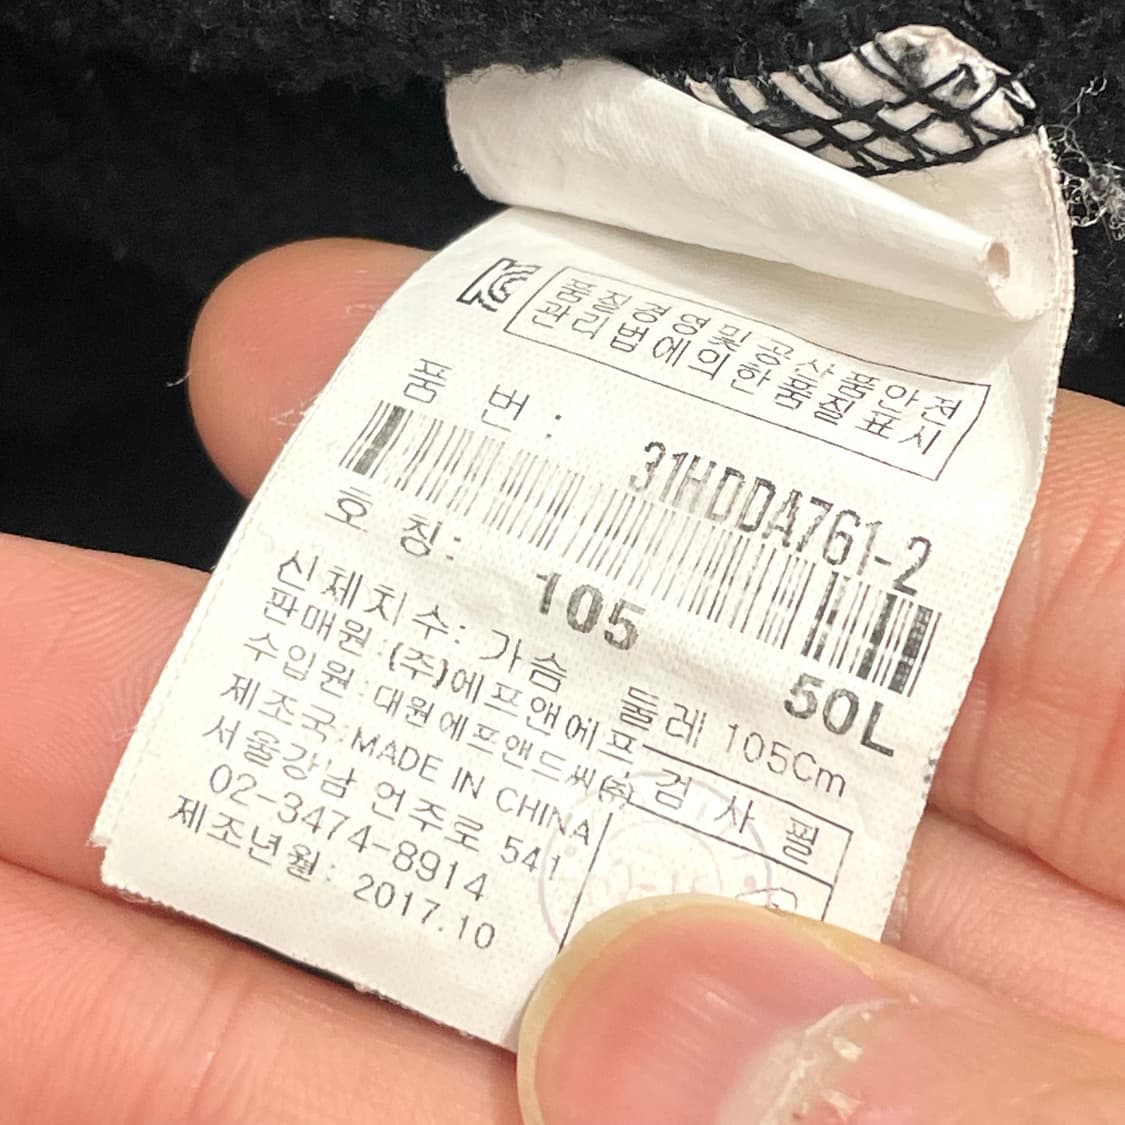 품질경영및공산품안전
관리법에의한품질표시
품 번 :
31HDDA761-2
호 칭: 105 50L
신체치수: 가슴 둘레 105Cm
판매원:(주)에프앤에프
수입원:대원에프앤드씨(주)
제조국:MADE IN CHINA
서울강남 언주로 541
02-3474-8914
제조년월: 2017.10
검 사 필